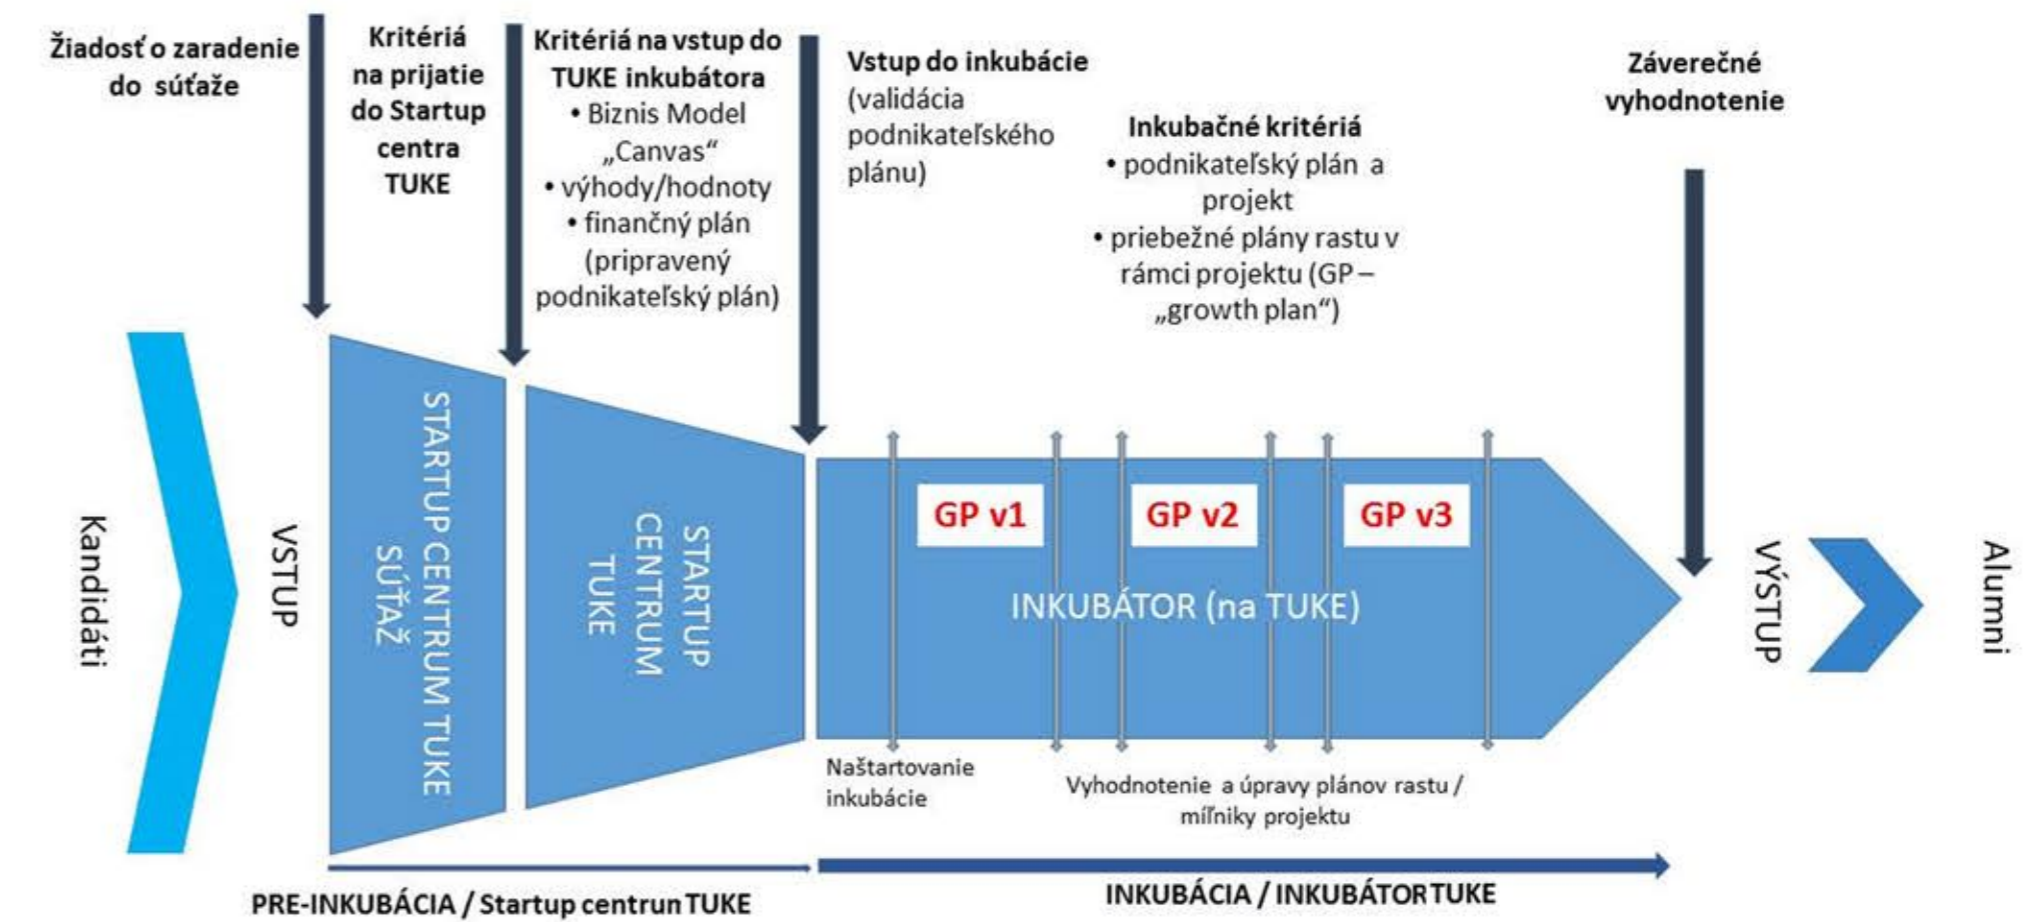 Žiadosť o zaradenie
do súťaže
Kritériá
na prijatie
do Startup
centra
TUKE
Kritériá na vstup do
TUKE inkubátora
• Biznis Model
„Canvas“
• výhody/hodnoty
• finančný plán
(pripravený
podnikateľský plán)
Vstup do inkubácie
(validácia
podnikateľského
plánu)
Inkubačné kritériá
• podnikateľský plán a
projekt
• priebežné plány rastu v
rámci projektu (GP –
„growth plan“)
Záverečné
vyhodnotenie
Kandidáti
VSTUP
STARTUP CENTRUM TUKE
SÚŤAŽ
STARTUP
CENTRUM
TUKE
GP v1
GP v2
GP v3
INKUBÁTOR (na TUKE)
VÝSTUP
Alumni
Naštartovanie
inkubácie
Vyhodnotenie a úpravy plánov rastu /
míľniky projektu
PRE-INKUBÁCIA / Startup centrun TUKE
INKUBÁCIA / INKUBÁTOR TUKE